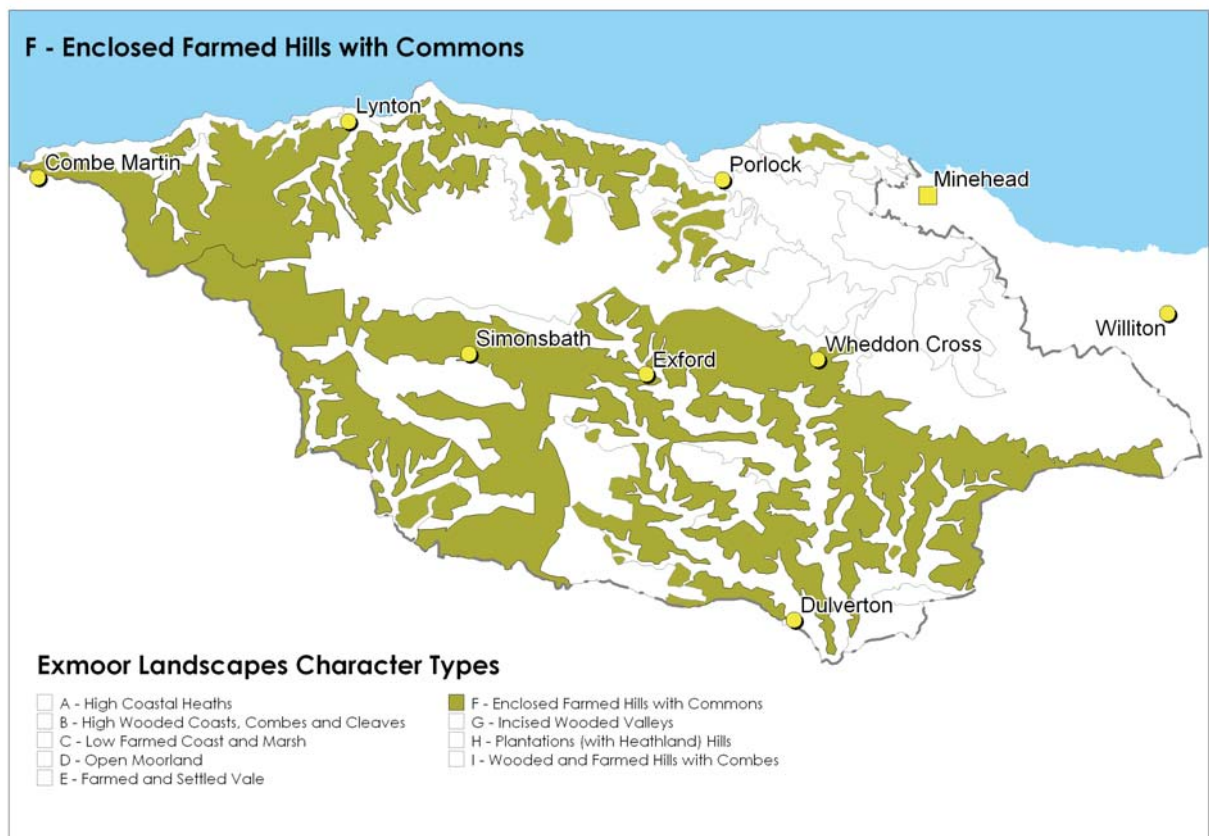 F - Enclosed Farmed Hills with Commons
Lynton
Combe Martin
Porlock
Minehead
Williton
Simonsbath
Wheddon Cross
Exford
Dulverton
Exmoor Landscapes Character Types
A - High Coastal Heaths
B - High Wooded Coasts, Combes and Cleaves
C - Low Farmed Coast and Marsh
D - Open Moorland
E - Farmed and Settled Vale
F - Enclosed Farmed Hills with Commons
G - Incised Wooded Valleys
H - Plantations (with Heathland) Hills
I - Wooded and Farmed Hills with Combes